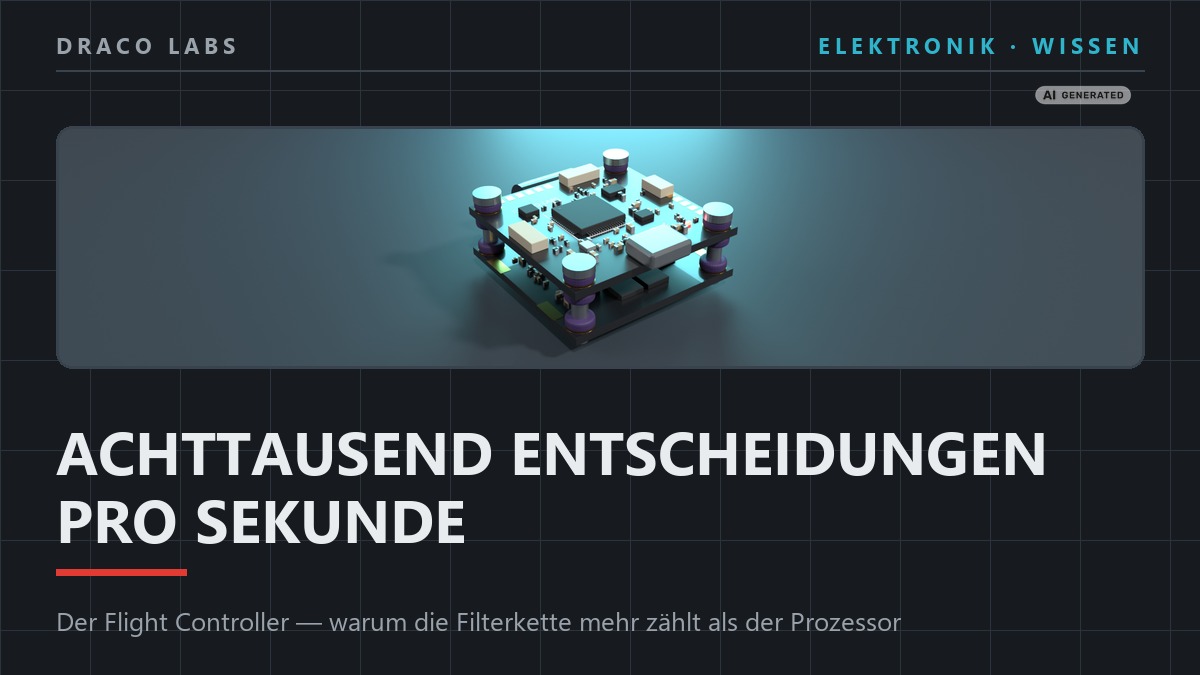 DRACO LABS
ELEKTRONIK · WISSEN
AI GENERATED
ACHTTAUSEND ENTSCHEIDUNGEN
PRO SEKUNDE
Der Flight Controller — warum die Filterkette mehr zählt als der Prozessor